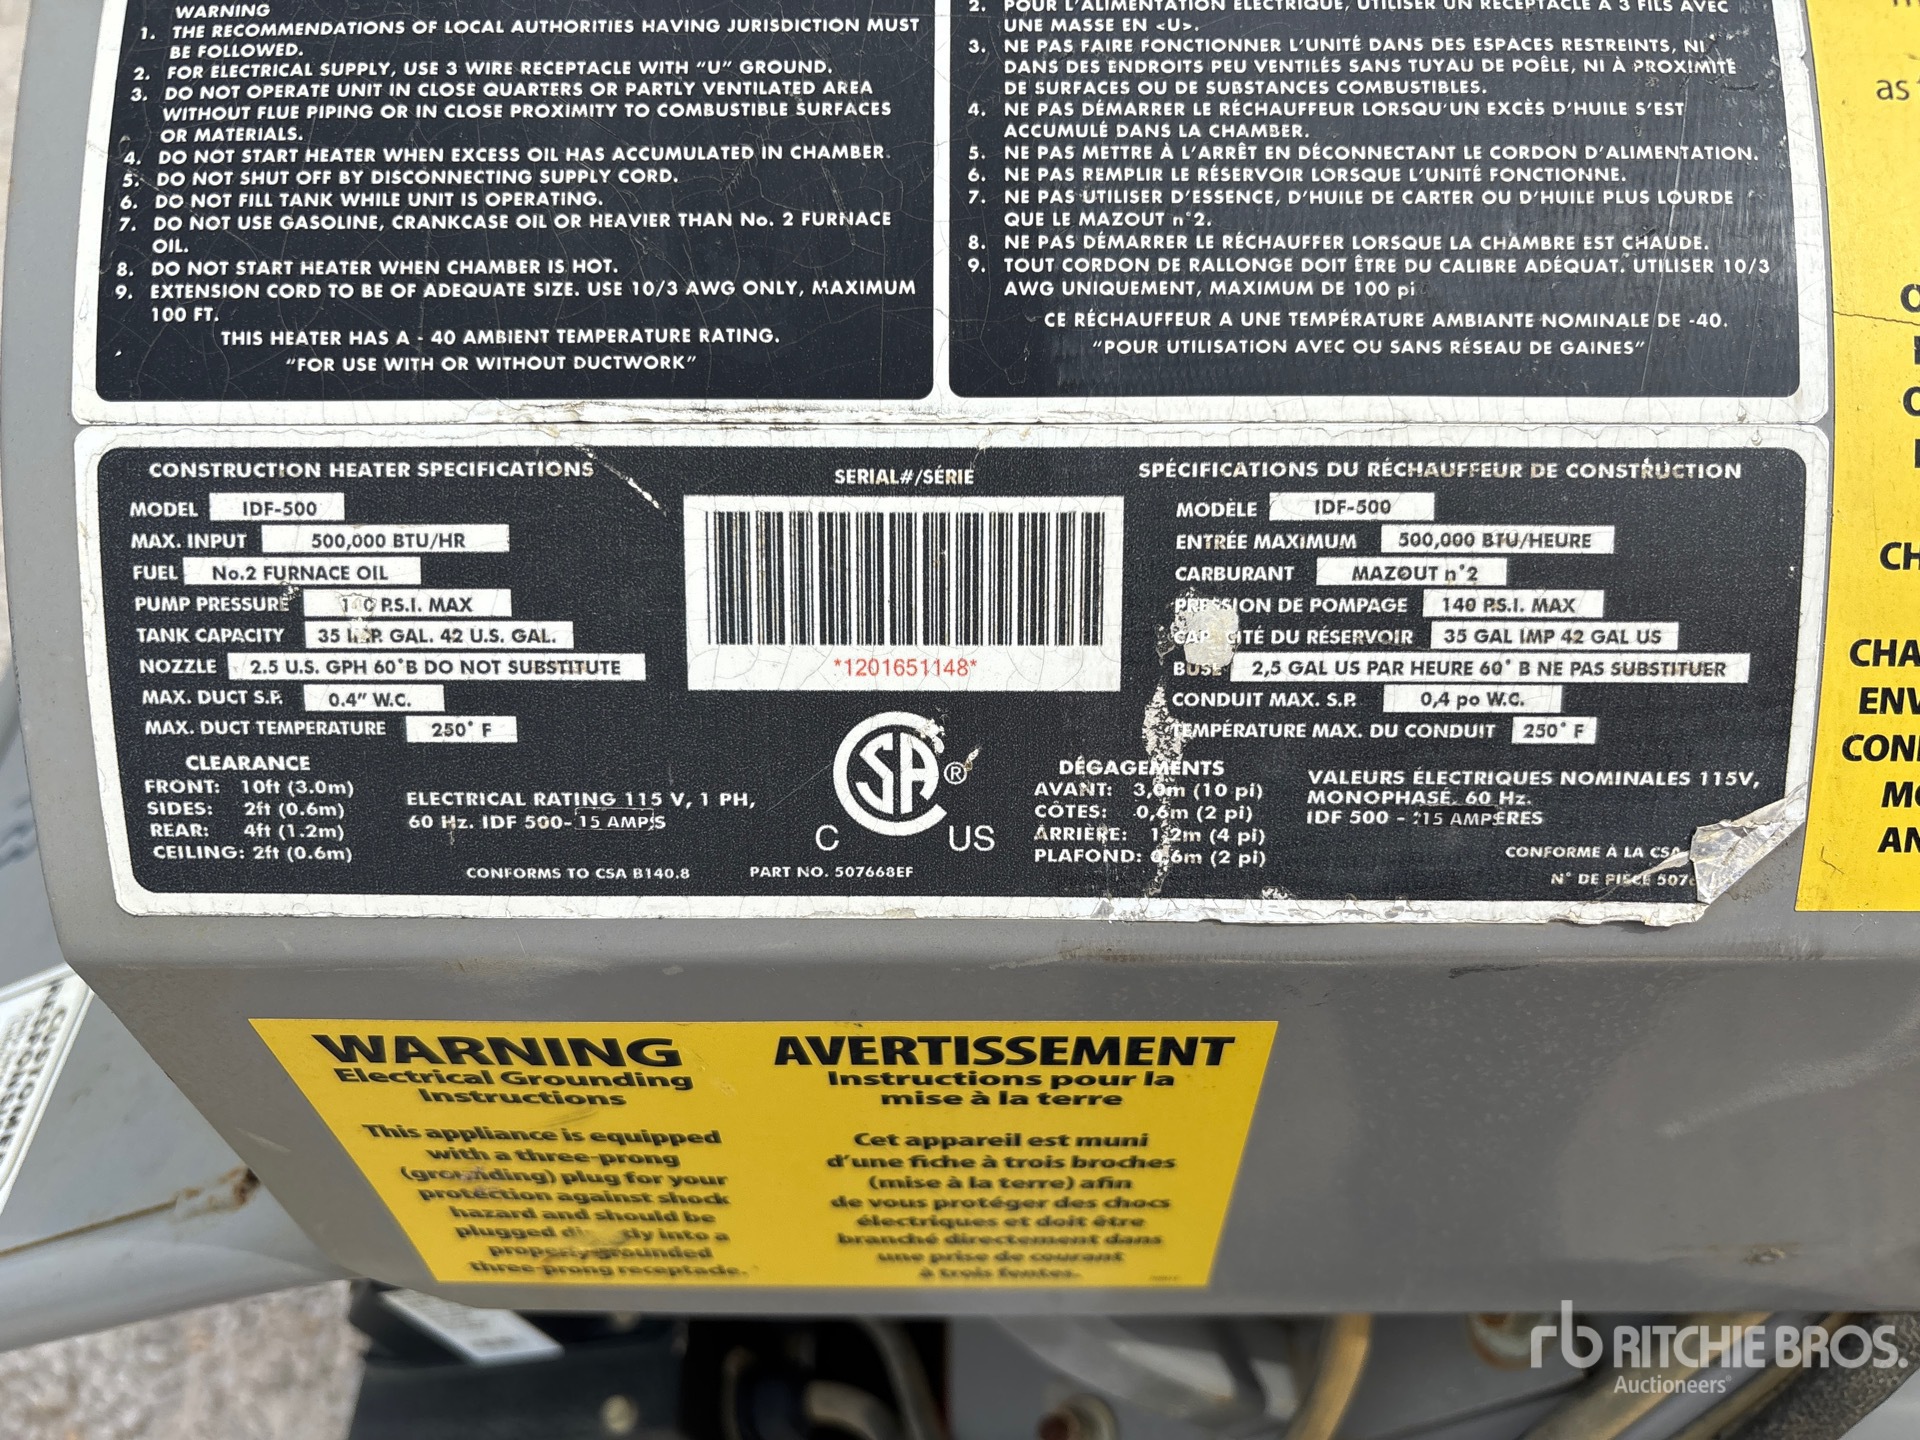 WARNING
1. THE RECOMMENDATIONS OF LOCAL AUTHORITIES HAVING JURISDICTION MUST
BE FOLLOWED.
2. FOR ELECTRICAL SUPPLY, USE 3 WIRE RECEPTACLE WITH "U" GROUND.
3. DO NOT OPERATE UNIT IN CLOSE QUARTERS OR PARTLY VENTILATED AREA
WITHOUT FLUE PIPING OR IN CLOSE PROXIMITY TO COMBUSTIBLE SURFACES
OR MATERIALS.
4. DO NOT START HEATER WHEN EXCESS OIL HAS ACCUMULATED IN CHAMBER.
5. DO NOT SHUT OFF BY DISCONNECTING SUPPLY CORD.
6. DO NOT FILL TANK WHILE UNIT IS OPERATING.
7. DO NOT USE GASOLINE, CRANKCASE OIL OR HEAVIER THAN No. 2 FURNACE
OIL.
8. DO NOT START HEATER WHEN CHAMBER IS HOT.
9. EXTENSION CORD TO BE OF ADEQUATE SIZE. USE 10/3 AWG ONLY, MAXIMUM
100 FT.
THIS HEATER HAS A - 40 AMBIENT TEMPERATURE RATING.
"FOR USE WITH OR WITHOUT DUCTWORK"
2. POUR L'ALIMENTATION ÉLECTRIQUE, UTILISER UN RÉCEPTACLE À 3 FILS AVEC
UNE MASSE EN <U>.
3. NE PAS FAIRE FONCTIONNER L'UNITÉ DANS DES ESPACES RESTREINTS, NI
DANS DES ENDROITS PEU VENTILÉS SANS TUYAU DE POÊLE, NI À PROXIMITÉ
DE SURFACES OU DE SUBSTANCES COMBUSTIBLES.
4. NE PAS DÉMARRER LE RÉCHAUFFEUR LORSQU'UN EXCÈS D'HUILE S'EST
ACCUMULÉ DANS LA CHAMBER.
5. NE PAS METTRE À L'ARRÊT EN DÉCONNECTANT LE CORDON D'ALIMENTATION.
6. NE PAS REMPLIR LE RÉSERVOIR LORSQUE L'UNITÉ FONCTIONNE.
7. NE PAS UTILISER D'ESSENCE, D'HUILE DE CARTER OU D'HUILE PLUS LOURDE
QUE LE MAZOUT n°2.
8. NE PAS DÉMARRER LE RÉCHAUFFER LORSQUE LA CHAMBRE EST CHAUDE.
9. TOUT CORDON DE RALLONGE DOIT ÊTRE DU CALIBRE ADÉQUAT. UTILISER 10/3
AWG UNIQUEMENT, MAXIMUM DE 100 pi
CE RÉCHAUFFEUR A UNE TEMPÉRATURE AMBIANTE NOMINALE DE -40.
"POUR UTILISATION AVEC OU SANS RÉSEAU DE GAINES"
CONSTRUCTION HEATER SPECIFICATIONS
MODEL IDF-500
MAX. INPUT 500,000 BTU/HR
FUEL No.2 FURNACE OIL
PUMP PRESSURE 140 P.S.I. MAX
TANK CAPACITY 35 IMP. GAL. 42 U.S. GAL.
NOZZLE 2.5 U.S. GPH 60°B DO NOT SUBSTITUTE
MAX. DUCT S.P. 0.4" W.C.
MAX. DUCT TEMPERATURE 250° F
CLEARANCE
FRONT: 10ft (3.0m)
SIDES: 2ft (0.6m)
REAR: 4ft (1.2m)
CEILING: 2ft (0.6m)
ELECTRICAL RATING 115 V, 1 PH,
60 Hz. IDF 500- 15 AMPS
CONFORMS TO CSA B140.8
SERIAL#/SÉRIE
*1201651148*
CSA ®
C US
PART NO. 507668EF
SPÉCIFICATIONS DU RÉCHAUFFEUR DE CONSTRUCTION
MODÈLE IDF-500
ENTRÉE MAXIMUM 500,000 BTU/HEURE
CARBURANT MAZOUT n°2
PRESSION DE POMPAGE 140 P.S.I. MAX
CAPACITÉ DU RÉSERVOIR 35 GAL IMP 42 GAL US
BUSE 2,5 GAL US PAR HEURE 60° B NE PAS SUBSTITUER
CONDUIT MAX. S.P. 0,4 po W.C.
TEMPÉRATURE MAX. DU CONDUIT 250° F
DÉGAGEMENTS
AVANT: 3,0m (10 pi)
CÔTES: 0,6m (2 pi)
ARRIÈRE: 1,2m (4 pi)
PLAFOND: 0,6m (2 pi)
VALEURS ÉLECTRIQUES NOMINALES 115V,
MONOPHASÉ. 60 Hz.
IDF 500 - 15 AMPÉRES
CONFORME À LA CSA
N° DE PIECE 507
as
CHA
ENV
WARNING
Electrical Grounding
Instructions
This appliance is equipped
with a three-prong
(grounding) plug for your
protection against shock
hazard and should be
plugged directly into a
properly grounded
three-prong receptacle.
AVERTISSEMENT
Instructions pour la
mise à la terre
Cet appareil est muni
d'une fiche à trois broches
(mise à la terre) afin
de vous protéger des chocs
électriques et doit être
branché directement dans
une prise de courant
à trois fentes.
rb RITCHIE BROS.
Auctioneers